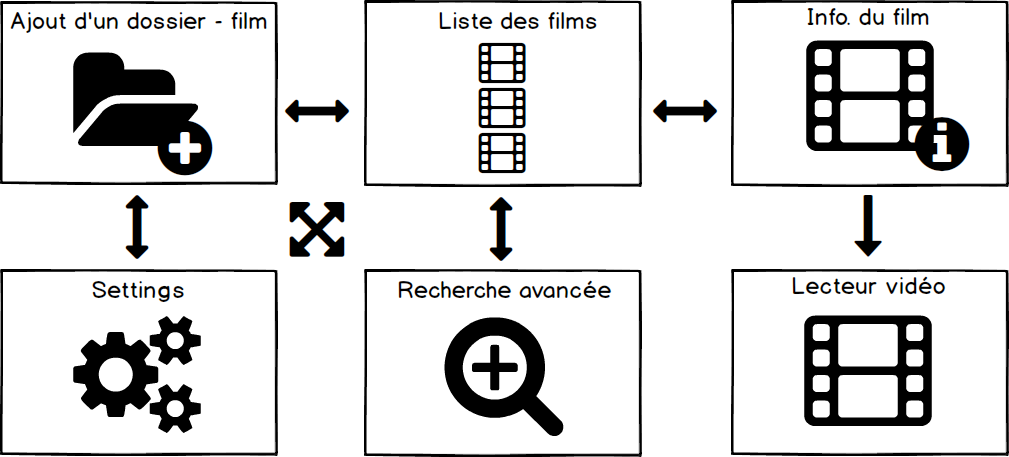 Ajout d'un dossier - film
Liste des films
Info. du film
Settings
Recherche avancée
Lecteur vidéo